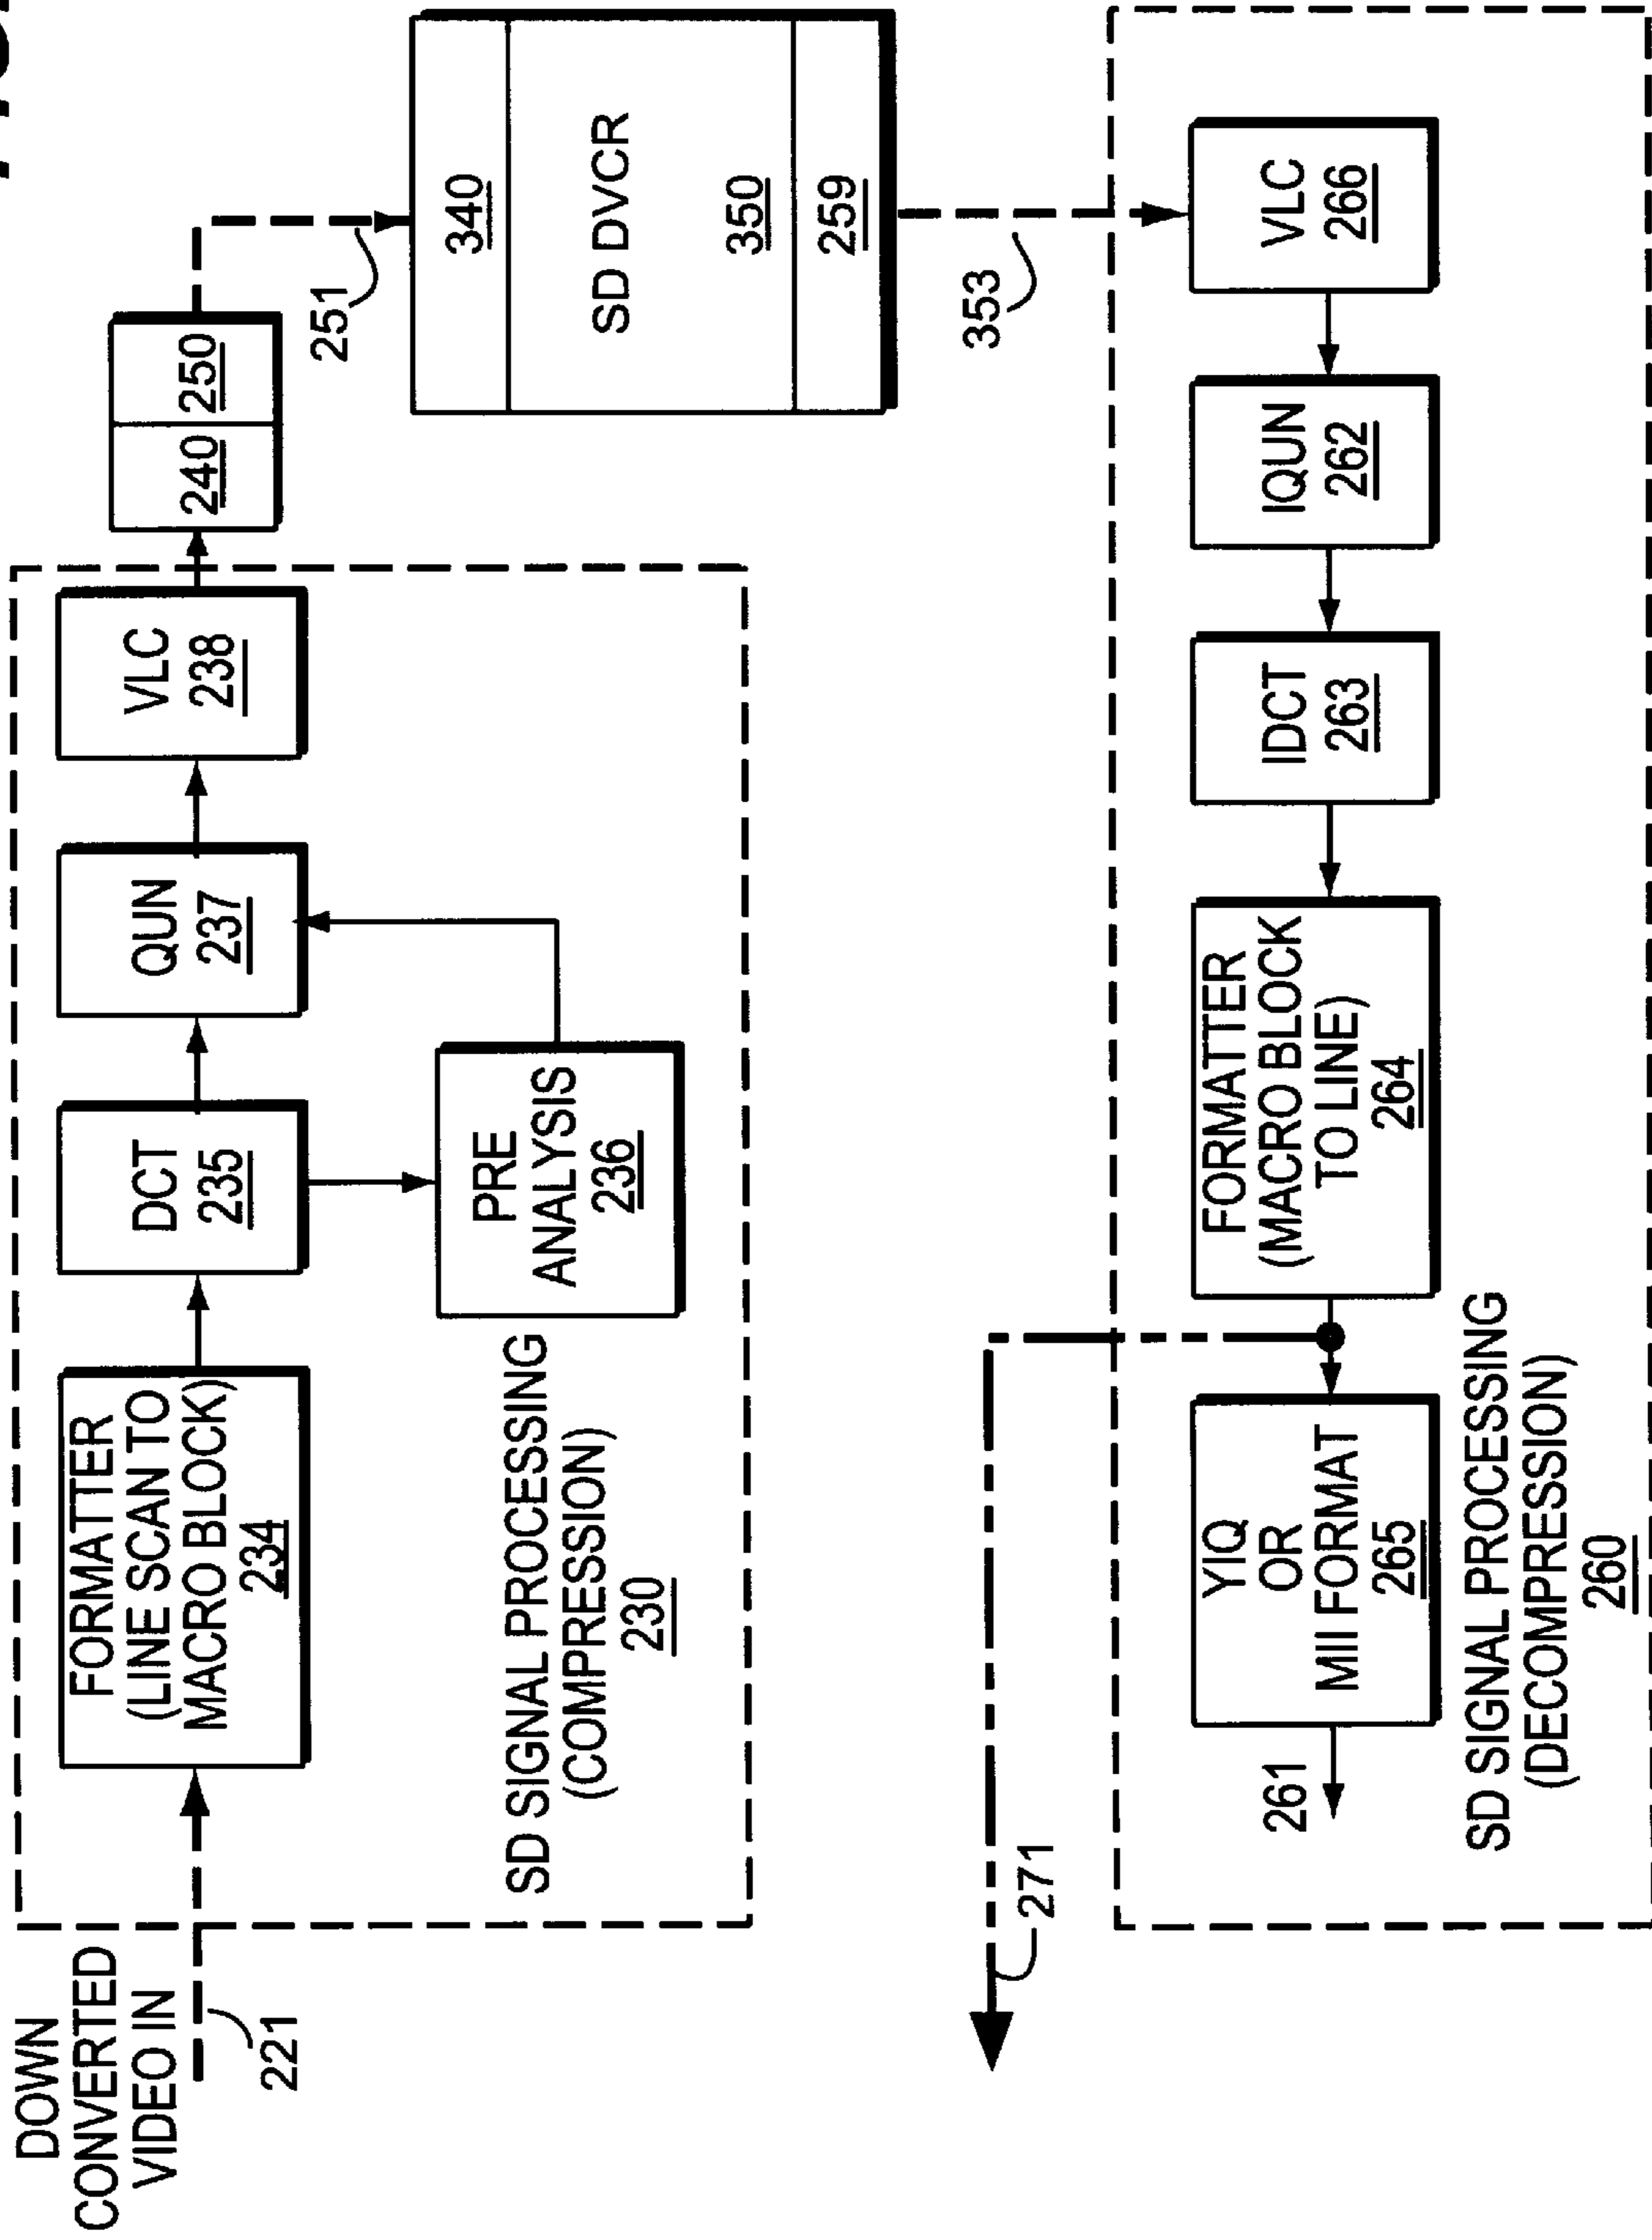 DOWN
CONVERTED
VIDEO IN
221
FORMATTER
(LINE SCAN TO
MACRO BLOCK)
234
DCT
235
QUN
237
VLC
238
240
250
PRE
ANALYSIS
236
SD SIGNAL PROCESSING
(COMPRESSION)
230
251
340
SD DVCR
350
259
353
VLC
266
IQUN
262
IDCT
263
FORMATTER
(MACRO BLOCK
TO LINE)
264
271
YIQ
OR
MII FORMAT
265
261
SD SIGNAL PROCESSING
(DECOMPRESSION)
260